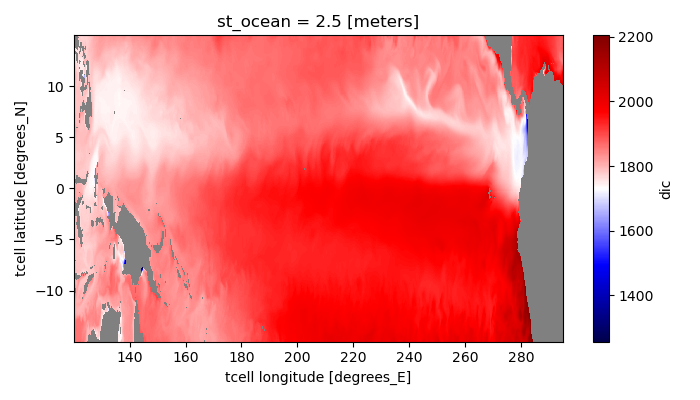 st_ocean = 2.5 [meters]
tcell latitude [degrees_N]
10
5
0
−5
−10
140 160 180 200 220 240 260 280
tcell longitude [degrees_E]
2200
2000
1800
1600
1400
dic